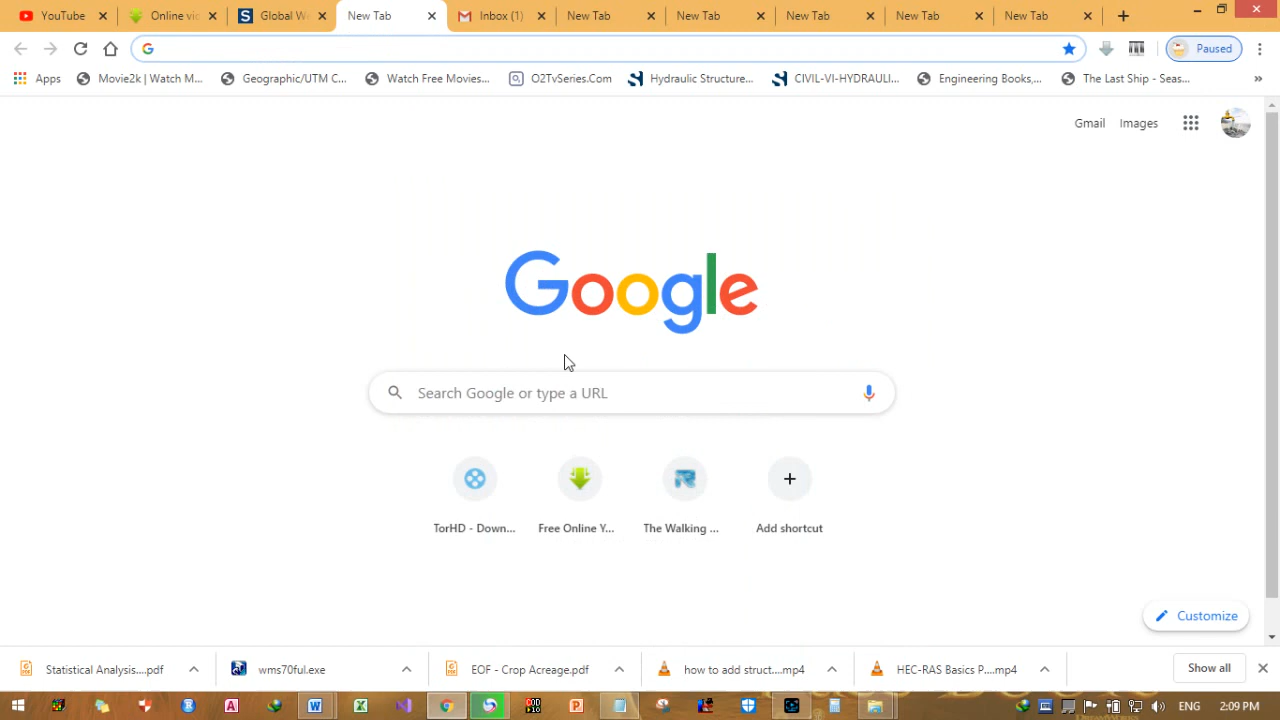 YouTube
Online vi
Global W
New Tab
Inbox (1)
New Tab
New Tab
New Tab
New Tab
New Tab
Paused
Apps
Movie2k | Watch M...
Geographic/UTM C...
Watch Free Movies...
O2TvSeries.Com
Hydraulic Structure...
CIVIL-VI-HYDRAULI...
Engineering Books,...
The Last Ship - Seas...
»
Gmail
Images
Google
Search Google or type a URL
TorHD - Down...
Free Online Y...
The Walking ...
Add shortcut
Customize
Statistical Analysis....pdf
wms70ful.exe
EOF - Crop Acreage.pdf
how to add struct....mp4
HEC-RAS Basics P....mp4
Show all
ENG
2:09 PM